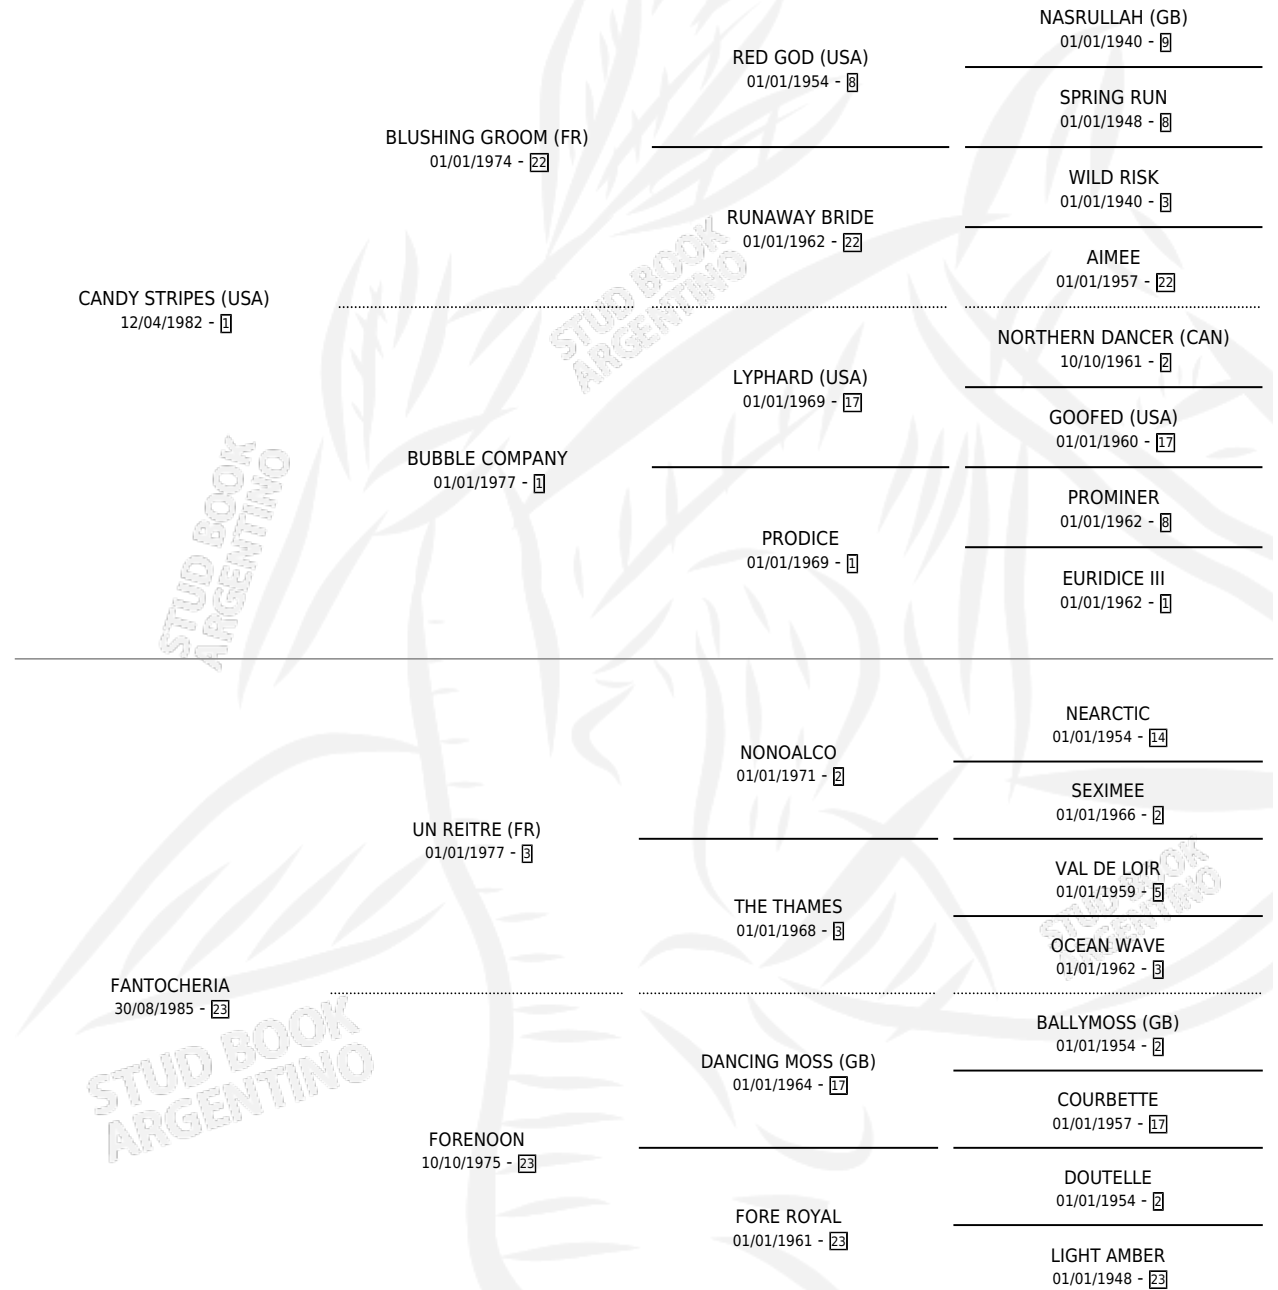 NASRULLAH (GB)
01/01/1940 - 9
RED GOD (USA)
01/01/1954 - 8
SPRING RUN
01/01/1948 - 8
BLUSHING GROOM (FR)
01/01/1974 - 22
WILD RISK
01/01/1940 - 3
RUNAWAY BRIDE
01/01/1962 - 22
AIMEE
01/01/1957 - 22
CANDY STRIPES (USA)
12/04/1982 - 1
NORTHERN DANCER (CAN)
10/10/1961 - 2
LYPHARD (USA)
01/01/1969 - 17
GOOFED (USA)
01/01/1960 - 17
BUBBLE COMPANY
01/01/1977 - 1
PROMINER
01/01/1962 - 8
PRODICE
01/01/1969 - 1
EURIDICE III
01/01/1962 - 1
STUD BOOK
ARGENTINO
STUD BOOK
ARGENTINO
NEARCTIC
01/01/1954 - 14
NONOALCO
01/01/1971 - 2
SEXIMEE
01/01/1966 - 2
UN REITRE (FR)
01/01/1977 - 3
VAL DE LOIR
01/01/1959 - 5
THE THAMES
01/01/1968 - 3
OCEAN WAVE
01/01/1962 - 3
FANTOCHERIA
30/08/1985 - 23
BALLYMOSS (GB)
01/01/1954 - 2
DANCING MOSS (GB)
01/01/1964 - 17
COURBETTE
01/01/1957 - 17
FORENOON
10/10/1975 - 23
DOUTELLE
01/01/1954 - 2
FORE ROYAL
01/01/1961 - 23
LIGHT AMBER
01/01/1948 - 23
STUD BOOK
ARGENTINO
STUD BOOK
ARGENTINO